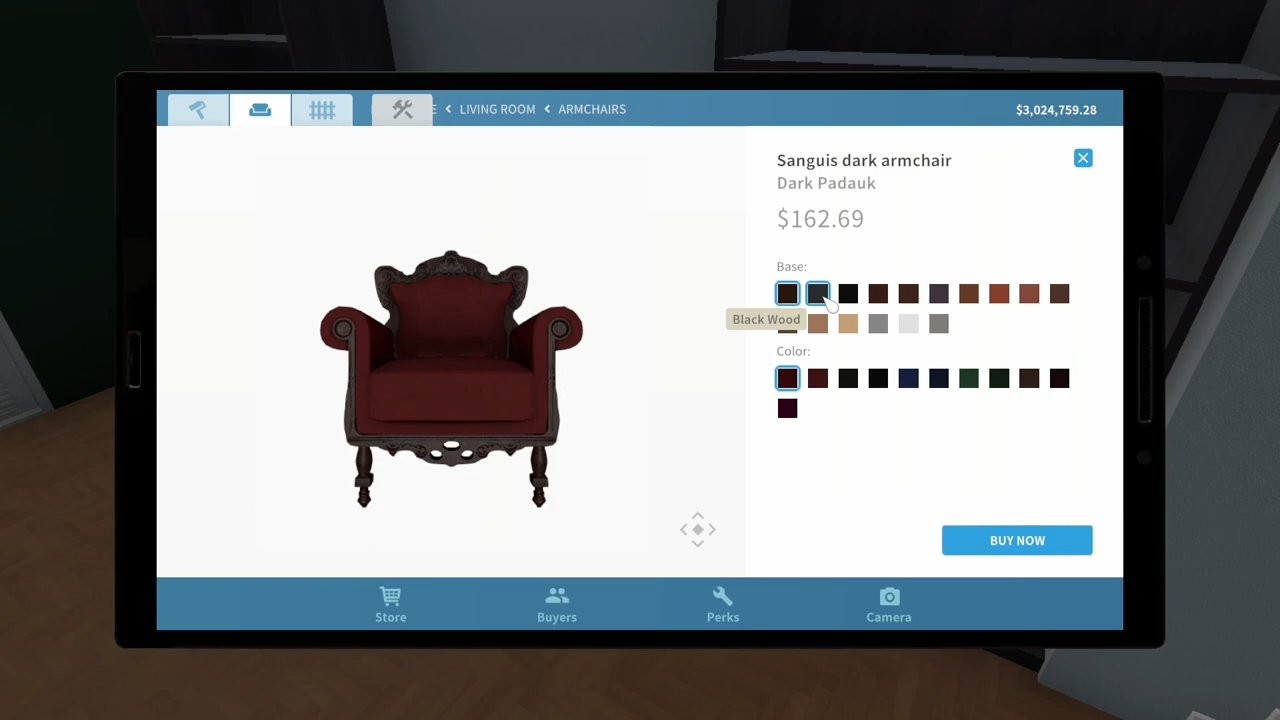 E < LIVING ROOM < ARMCHAIRS
$3,024,759.28
Sanguis dark armchair
Dark Padauk
$162.69
Base:
Black Wood
Color:
BUY NOW
Store
Buyers
Perks
Camera